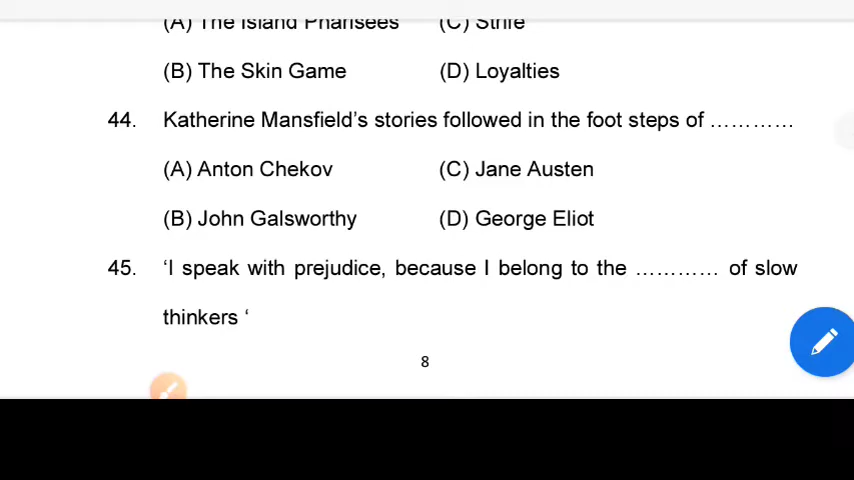 (A) The Island Pharisees (C) Strife
(B) The Skin Game (D) Loyalties
44. Katherine Mansfield’s stories followed in the foot steps of …………
(A) Anton Chekov (C) Jane Austen
(B) John Galsworthy (D) George Eliot
45. ‘I speak with prejudice, because I belong to the ………… of slow
thinkers ‘
8